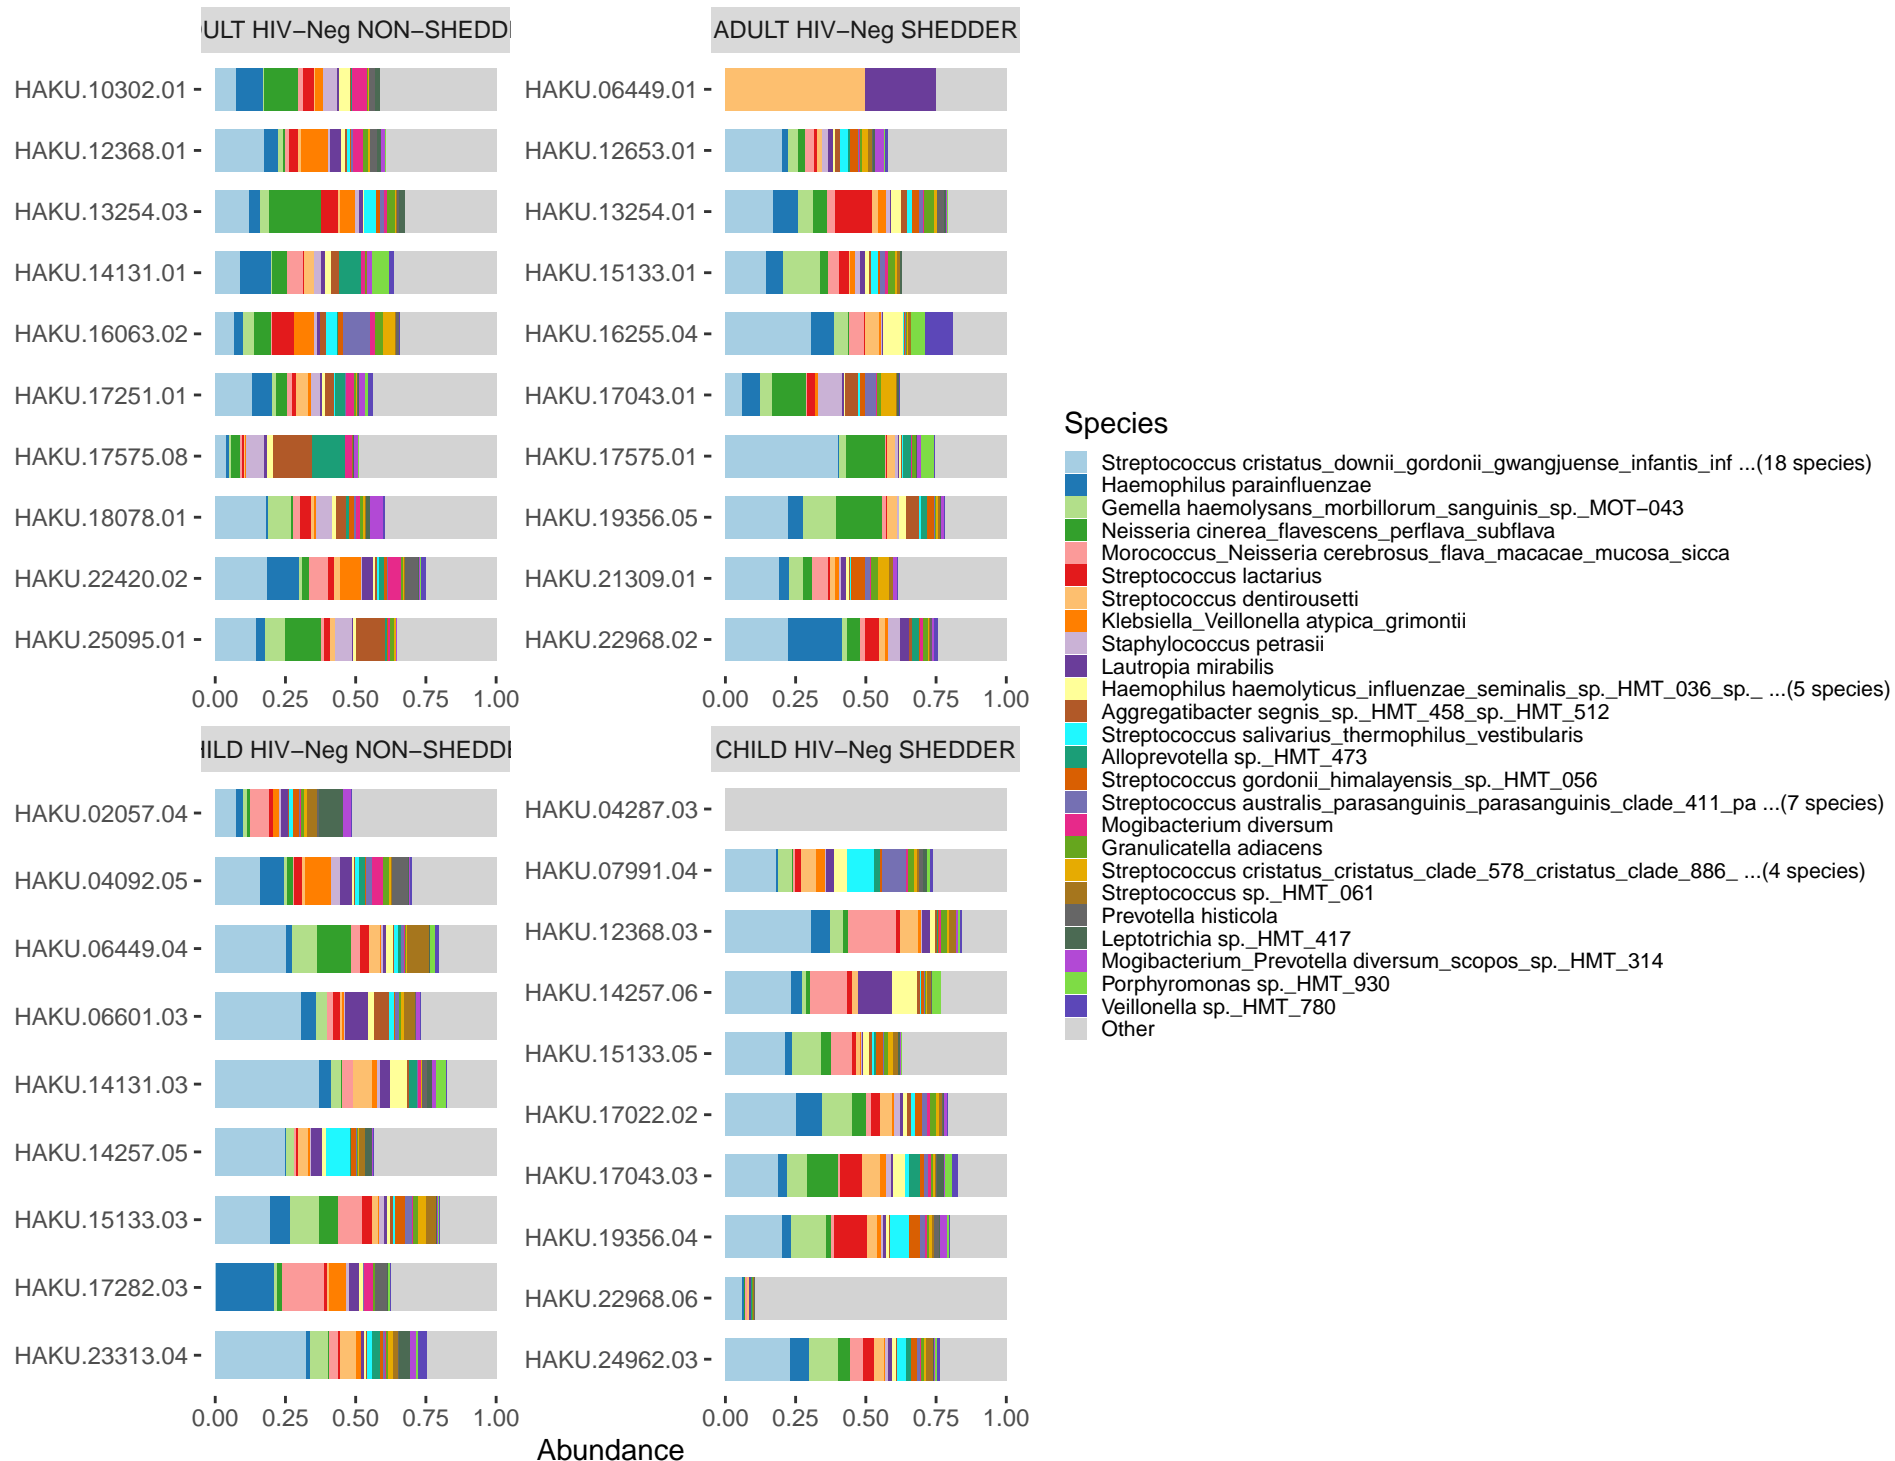 ULT HIV−Neg NON−SHEDD
ADULT HIV−Neg SHEDDER
HAKU.10302.01
HAKU.12368.01
HAKU.13254.03
HAKU.14131.01
HAKU.16063.02
HAKU.17251.01
HAKU.17575.08
HAKU.18078.01
HAKU.22420.02
HAKU.25095.01
0.00 0.25 0.50 0.75 1.00
HAKU.06449.01
HAKU.12653.01
HAKU.13254.01
HAKU.15133.01
HAKU.16255.04
HAKU.17043.01
HAKU.17575.01
HAKU.19356.05
HAKU.21309.01
HAKU.22968.02
0.00 0.25 0.50 0.75 1.00
HILD HIV−Neg NON−SHEDD
CHILD HIV−Neg SHEDDER
HAKU.02057.04
HAKU.04092.05
HAKU.06449.04
HAKU.06601.03
HAKU.14131.03
HAKU.14257.05
HAKU.15133.03
HAKU.17282.03
HAKU.23313.04
0.00 0.25 0.50 0.75 1.00
HAKU.04287.03
HAKU.07991.04
HAKU.12368.03
HAKU.14257.06
HAKU.15133.05
HAKU.17022.02
HAKU.17043.03
HAKU.19356.04
HAKU.22968.06
HAKU.24962.03
0.00 0.25 0.50 0.75 1.00
Abundance
Species
Streptococcus cristatus_downii_gordonii_gwangjuense_infantis_inf ...(18 species)
Haemophilus parainfluenzae
Gemella haemolysans_morbillorum_sanguinis_sp._MOT−043
Neisseria cinerea_flavescens_perflava_subflava
Morococcus_Neisseria cerebrosus_flava_macacae_mucosa_sicca
Streptococcus lactarius
Streptococcus dentirousetti
Klebsiella_Veillonella atypica_grimontii
Staphylococcus petrasii
Lautropia mirabilis
Haemophilus haemolyticus_influenzae_seminalis_sp._HMT_036_sp._ ...(5 species)
Aggregatibacter segnis_sp._HMT_458_sp._HMT_512
Streptococcus salivarius_thermophilus_vestibularis
Alloprevotella sp._HMT_473
Streptococcus gordonii_himalayensis_sp._HMT_056
Streptococcus australis_parasanguinis_parasanguinis_clade_411_pa ...(7 species)
Mogibacterium diversum
Granulicatella adiacens
Streptococcus cristatus_cristatus_clade_578_cristatus_clade_886_ ...(4 species)
Streptococcus sp._HMT_061
Prevotella histicola
Leptotrichia sp._HMT_417
Mogibacterium_Prevotella diversum_scopos_sp._HMT_314
Porphyromonas sp._HMT_930
Veillonella sp._HMT_780
Other